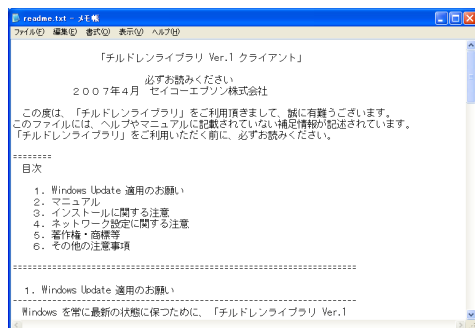 readme.txt - メモ帳
ファイル(F) 編集(E) 書式(O) 表示(V) ヘルプ(H)
「チルドレンライブラリ Ver.1 クライアント」
必ずお読みください
2007年4月 セイコーエプソン株式会社
この度は、「チルドレンライブラリ」をご利用頂きまして、誠に有難うございます。
このファイルには、ヘルプやマニュアルに記載されていない補足情報が記述されています。
「チルドレンライブラリ」をご利用いただく前に、必ずお読みください。
========
目次
1. Windows Update 適用のお願い
2. マニュアル
3. インストールに関する注意
4. ネットワーク設定に関する注意
5. 著作権・商標等
6. その他の注意事項
==================================================================
1. Windows Update 適用のお願い
------------------------------------------------------------------
Windows を常に最新の状態に保つために、「チルドレンライブラリ Ver.1